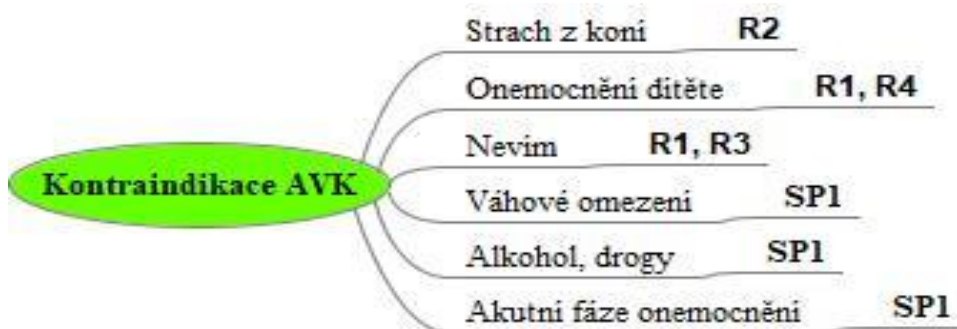 Strach z koní R2
Onemocnění dítěte R1, R4
Nevím R1, R3
Kontraindikace AVK
Váhové omezení SP1
Alkohol, drogy SP1
Akutní fáze onemocnění SP1